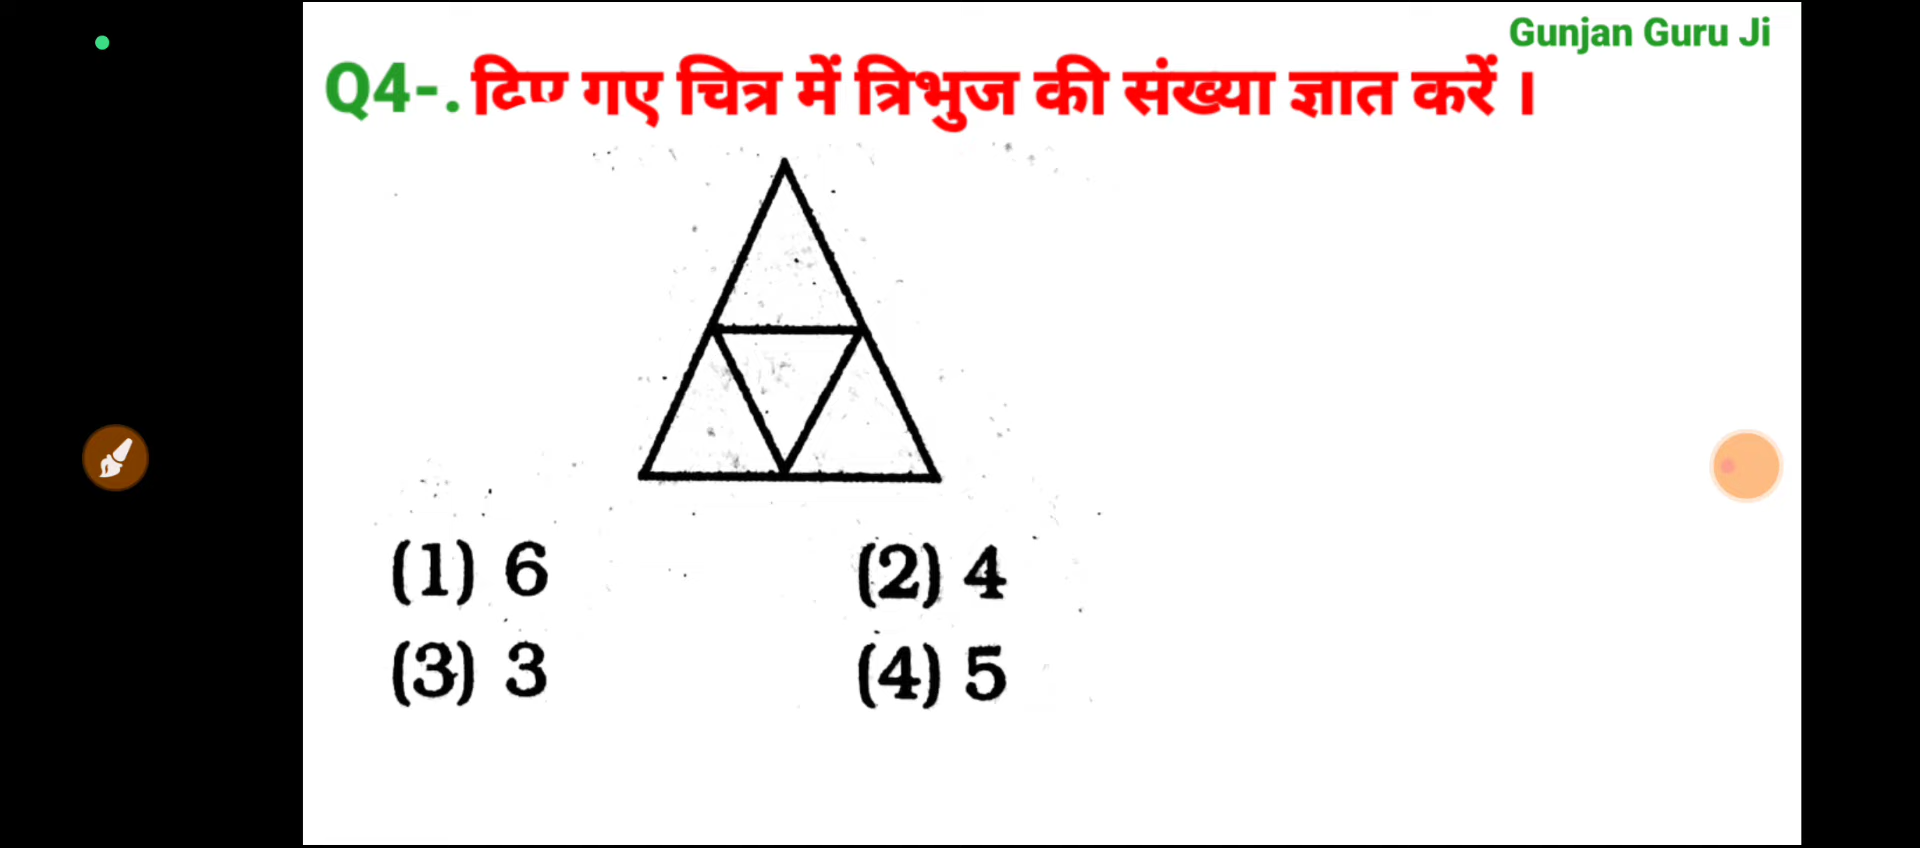 Gunjan Guru Ji
Q4-. दिए गए चित्र में त्रिभुज की संख्या ज्ञात करें ।
(1) 6 (2) 4
(3) 3 (4) 5